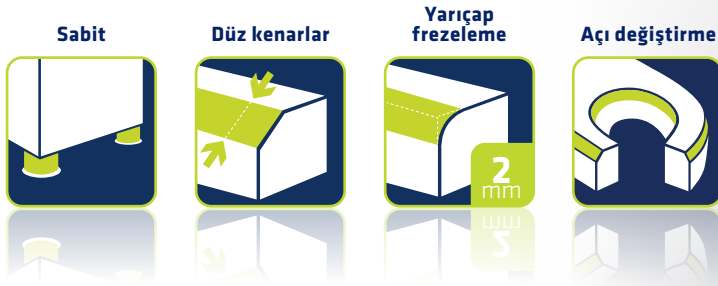 Sabit
Düz kenarlar
Yarıçap
frezeleme
Açı değiştirme
2
mm